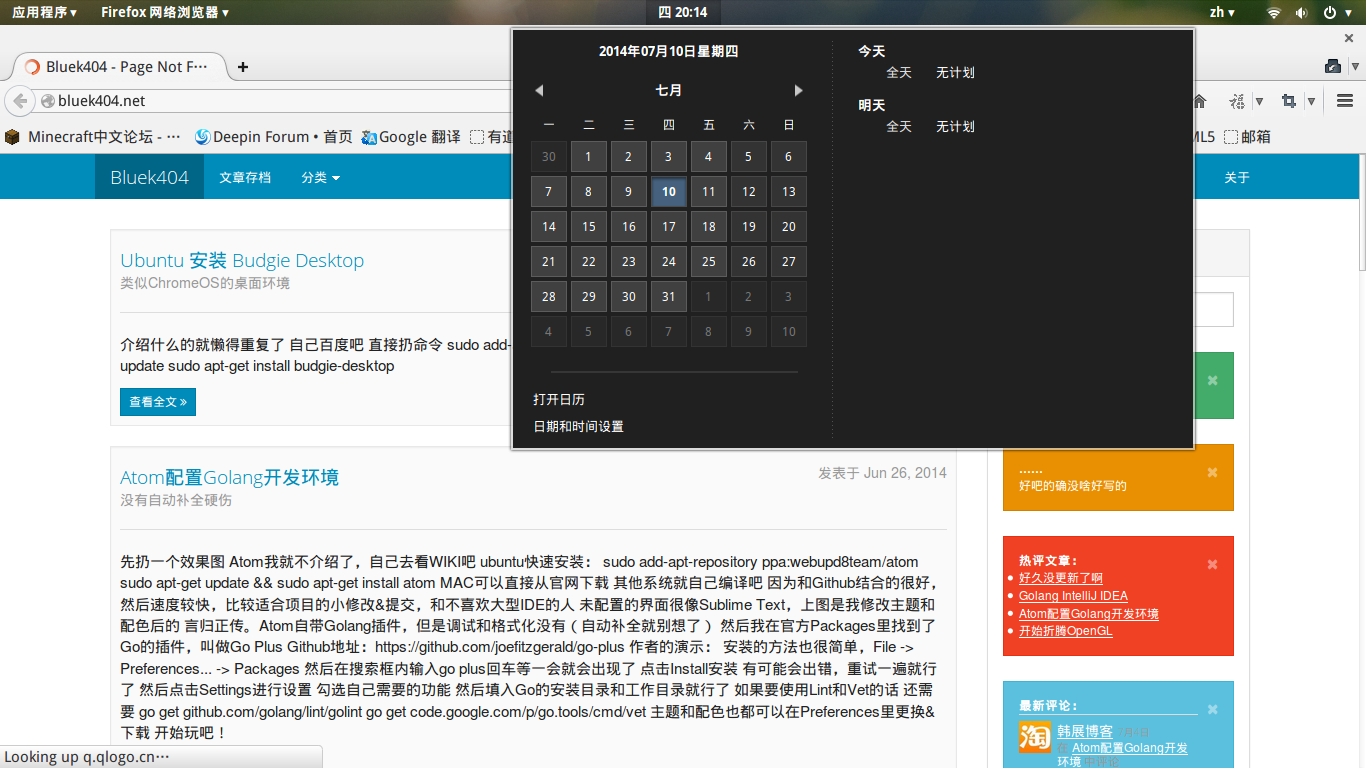 应用程序▾ Firefox 网络浏览器▾ 四 20:14 zh▾
Bluek404 - Page Not F⋯
bluek404.net
Minecraft中文论坛 - ⋯ Deepin Forum • 首页 Google 翻译 有道 ML5 邮箱
Bluek404 文章存档 分类 关于
2014年07月10日星期四
七月
一 二 三 四 五 六 日
30 1 2 3 4 5 6
7 8 9 10 11 12 13
14 15 16 17 18 19 20
21 22 23 24 25 26 27
28 29 30 31 1 2 3
4 5 6 7 8 9 10
打开日历
日期和时间设置
今天
全天 无计划
明天
全天 无计划
Ubuntu 安装 Budgie Desktop
类似ChromeOS的桌面环境
介绍什么的就懒得重复了 自己百度吧 直接扔命令 sudo add-
update sudo apt-get install budgie-desktop
查看全文 »
Atom配置Golang开发环境 发表于 Jun 26, 2014
没有自动补全硬伤
先扔一个效果图 Atom我就不介绍了，自己去看WIKI吧 ubuntu快速安装： sudo add-apt-repository ppa:webupd8team/atom
sudo apt-get update && sudo apt-get install atom MAC可以直接从官网下载 其他系统就自己编译吧 因为和Github结合的很好，
然后速度较快，比较适合项目的小修改&提交，和不喜欢大型IDE的人 未配置的界面很像Sublime Text，上图是我修改主题和
配色后的 言归正传。Atom自带Golang插件，但是调试和格式化没有（自动补全就别想了） 然后我在官方Packages里找到了
Go的插件，叫做Go Plus Github地址：https://github.com/joefitzgerald/go-plus 作者的演示： 安装的方法也很简单，File ->
Preferences... -> Packages 然后在搜索框内输入go plus回车等一会就会出现了 点击Install安装 有可能会出错，重试一遍就行
了 然后点击Settings进行设置 勾选自己需要的功能 然后填入Go的安装目录和工作目录就行了 如果要使用Lint和Vet的话 还需
要 go get github.com/golang/lint/golint go get code.google.com/p/go.tools/cmd/vet 主题和配色也都可以在Preferences里更换&
下载 开始玩吧！
......
好吧的确没啥好写的
热评文章：
好久没更新了啊
Golang IntelliJ IDEA
Atom配置Golang开发环境
开始折腾OpenGL
最新评论：
淘
韩展博客 7月4日
在 Atom配置Golang开发
环境 中评论
Looking up q.qlogo.cn⋯